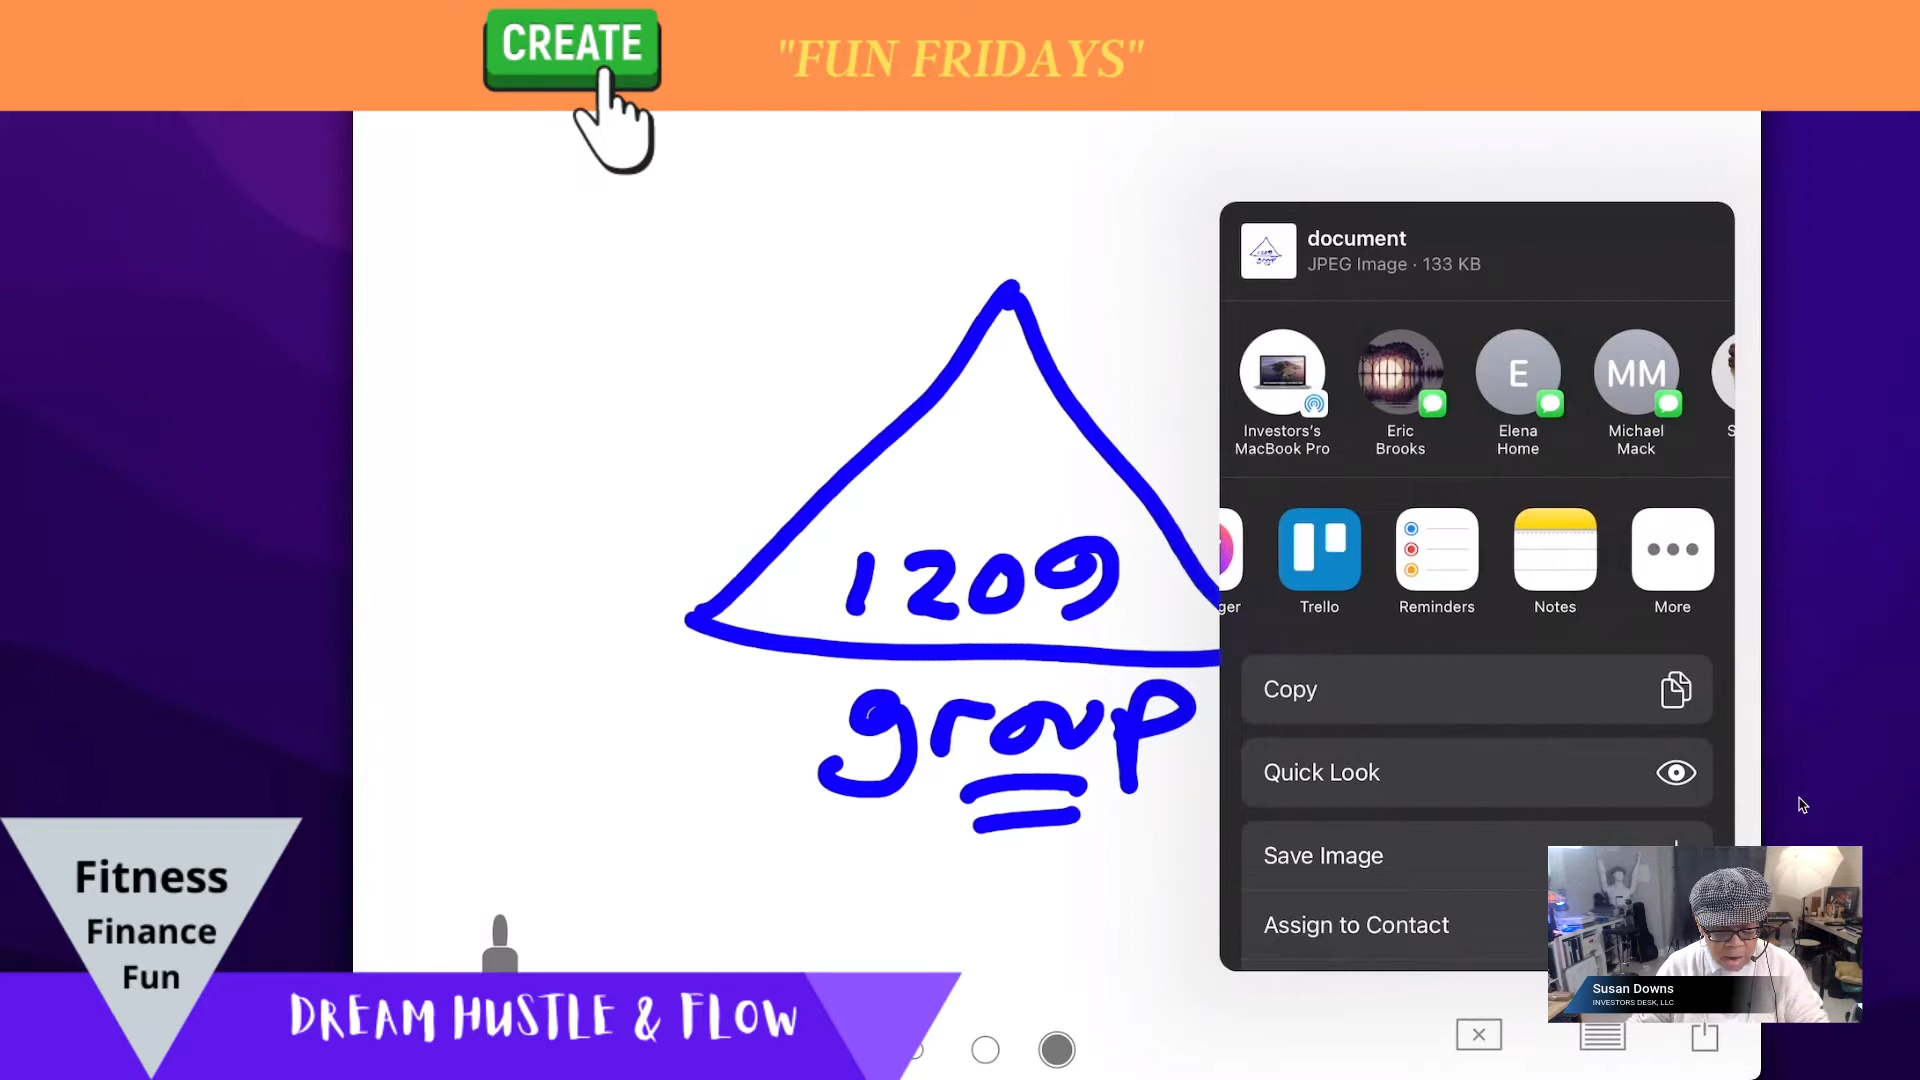 CREATE
"FUN FRIDAYS"
document
JPEG Image · 133 KB
Investors's
MacBook Pro
Eric
Brooks
E
Elena
Home
MM
Michael
Mack
S
ger
Trello
Reminders
Notes
More
1209
group
Copy
Quick Look
Save Image
Assign to Contact
Fitness
Finance
Fun
DREAM HUSTLE & FLOW
Susan Downs
INVESTORS DESK, LLC